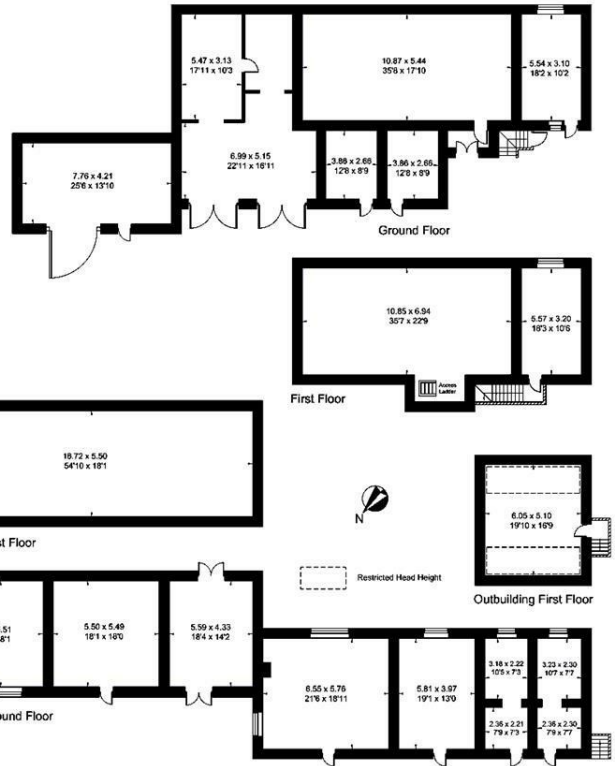 5.47 x 3.13
17'11 x 10'3
10.87 x 5.44
35'8 x 17'10
5.54 x 3.10
18'2 x 10'2
7.76 x 4.21
25'6 x 13'10
6.99 x 5.15
22'11 x 16'11
3.88 x 2.66
12'8 x 8'9
3.86 x 2.66
12'8 x 8'9
Ground Floor
10.85 x 6.94
35'7 x 22'9
5.57 x 3.20
18'3 x 10'6
Access
Ladder
First Floor
16.72 x 5.50
54'10 x 18'1
st Floor
N
6.05 x 5.10
19'10 x 16'9
Restricted Head Height
Outbuilding First Floor
.51
8'1
5.50 x 5.49
18'1 x 18'0
5.59 x 4.33
18'4 x 14'2
ound Floor
6.55 x 5.76
21'6 x 18'11
5.81 x 3.97
19'1 x 13'0
3.18 x 2.22
10'5 x 7'3
3.23 x 2.30
10'7 x 7'7
2.36 x 2.21
7'9 x 7'3
2.36 x 2.30
7'9 x 7'7